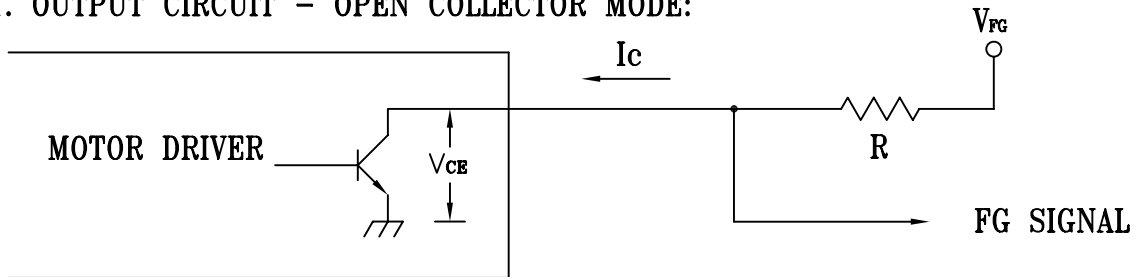 . OUTPUT CIRCUIT - OPEN COLLECTOR MODE:
VFG
Ic
MOTOR DRIVER
VCE
R
FG SIGNAL